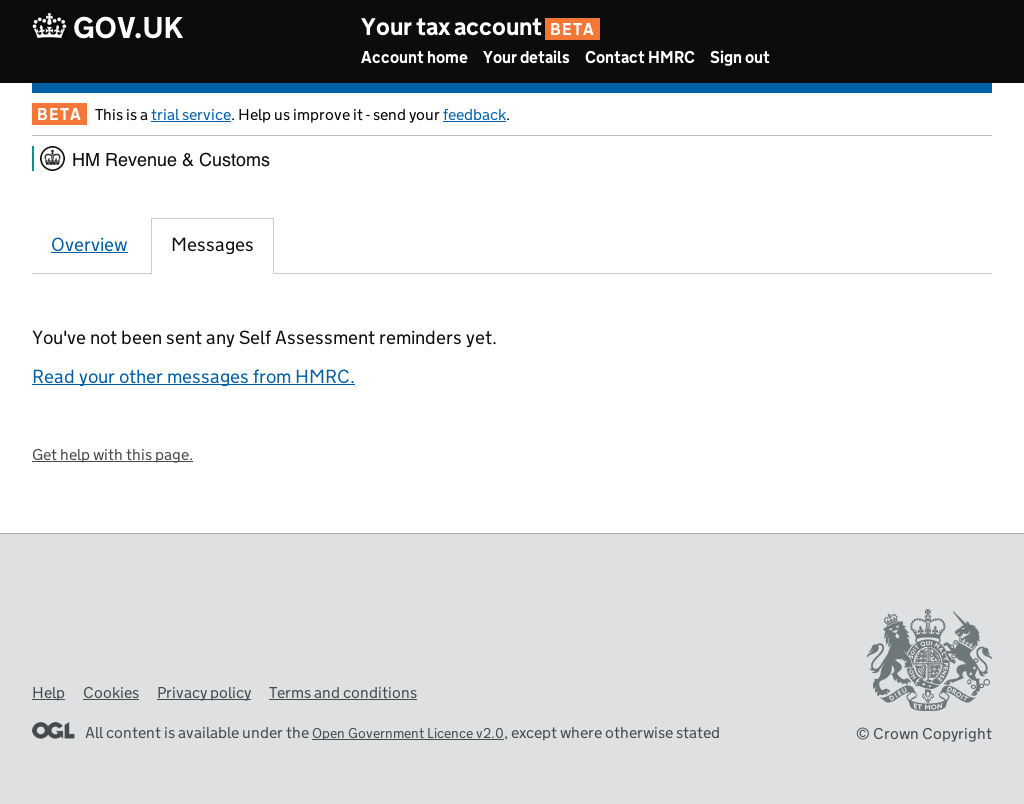 GOV.UK
Your tax account BETA
Account home Your details Contact HMRC Sign out
BETA This is a trial service. Help us improve it - send your feedback.
HM Revenue & Customs
Overview Messages
You've not been sent any Self Assessment reminders yet.
Read your other messages from HMRC.
Get help with this page.
Help Cookies Privacy policy Terms and conditions
OGL All content is available under the Open Government Licence v2.0, except where otherwise stated
DIEU ET MON DROIT
© Crown Copyright